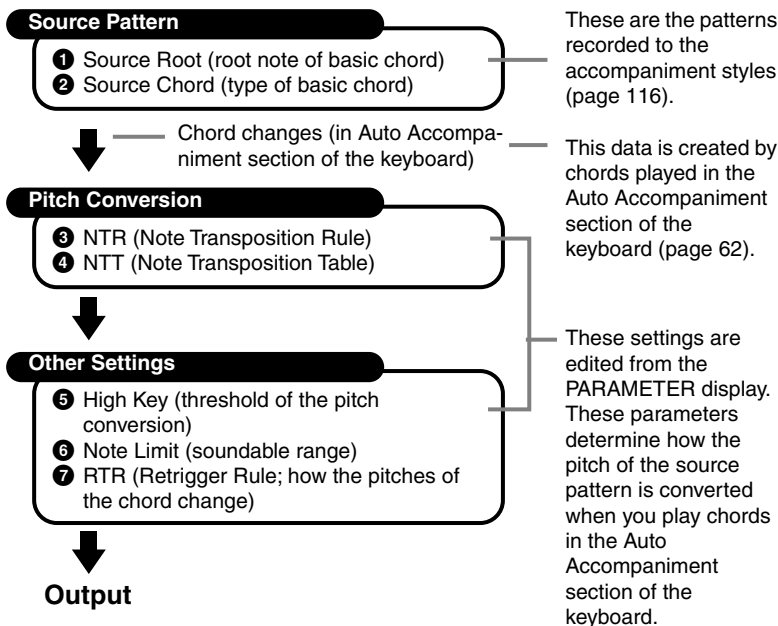 Source Pattern
❶ Source Root (root note of basic chord)
❷ Source Chord (type of basic chord)
These are the patterns
recorded to the
accompaniment styles
(page 116).
Chord changes (in Auto Accompa-
niment section of the keyboard)
This data is created by
chords played in the
Auto Accompaniment
section of the
keyboard (page 62).
Pitch Conversion
❸ NTR (Note Transposition Rule)
❹ NTT (Note Transposition Table)
Other Settings
❺ High Key (threshold of the pitch
conversion)
❻ Note Limit (soundable range)
❼ RTR (Retrigger Rule; how the pitches of
the chord change)
These settings are
edited from the
PARAMETER display.
These parameters
determine how the
pitch of the source
pattern is converted
when you play chords
in the Auto
Accompaniment
section of the
keyboard.
Output